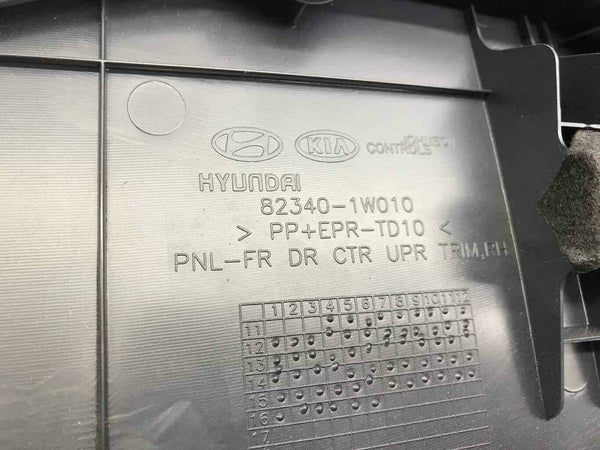 KIA CONTROLS
HYUNDAI
82340-1W010
> PP+EPR-TD10 <
PNL-FR DR CTR UPR TRIM,RH
1 2 3 4 5 6 7 8 9 10 11 12
11
12
13
14
15
16
17